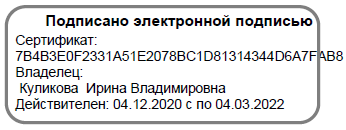 Подписано электронной подписью
Сертификат:
7B4B3E0F2331A51E2078BC1D81314344D6A7FAB8
Владелец:
Куликова Ирина Владимировна
Действителен: 04.12.2020 с по 04.03.2022